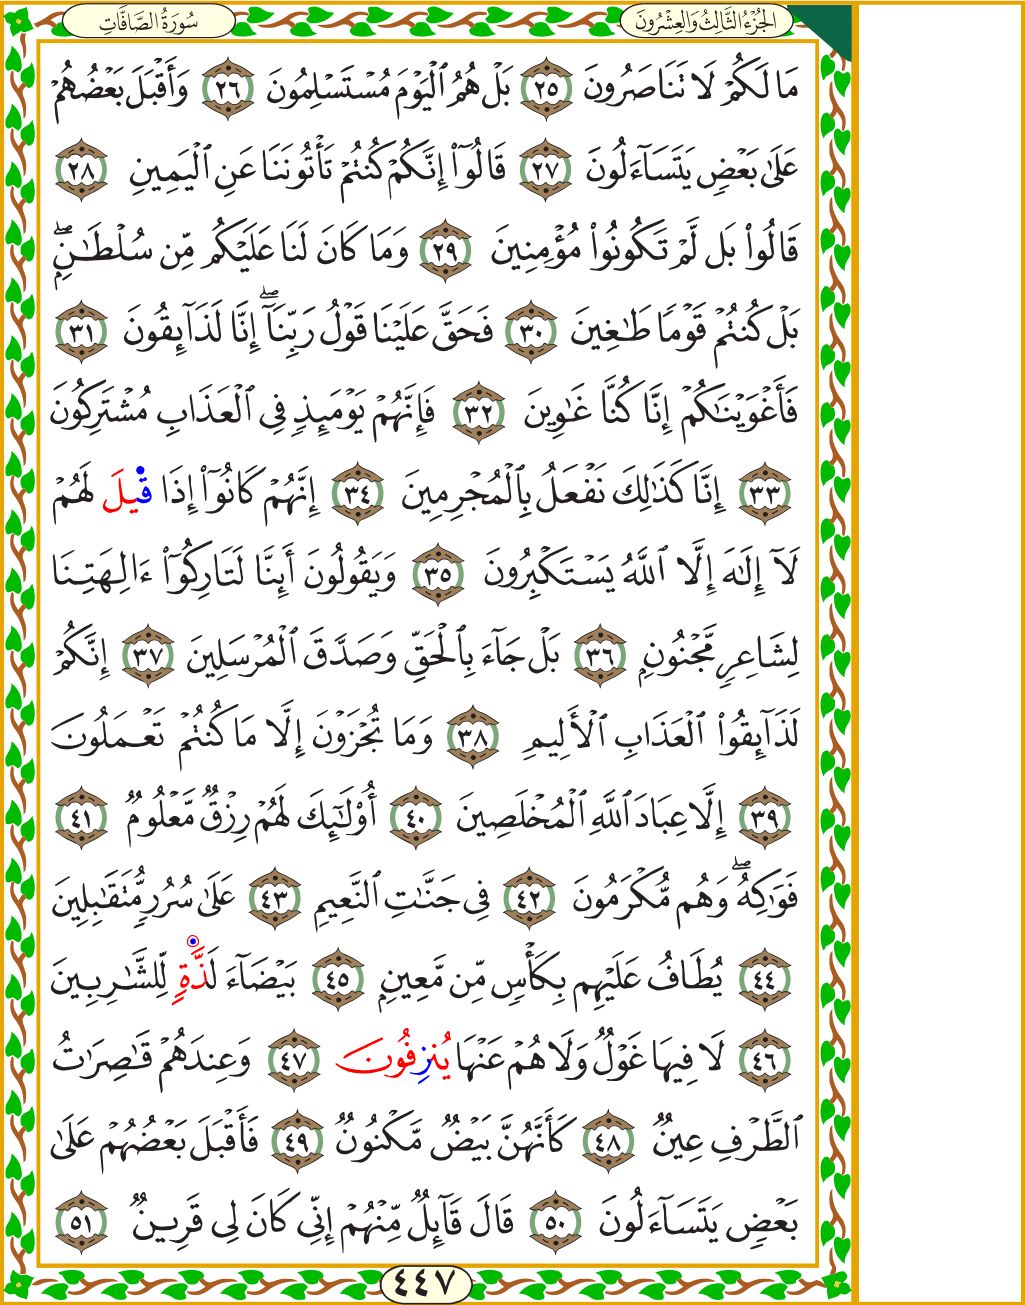 سُورَةُ الصَّافَّاتِ
الجُزْءُ الثَّالِثُ وَالعِشْرُونَ
مَا لَكُمْ لَا تَنَاصَرُونَ ٢٥ بَلْ هُمُ ٱلْيَوْمَ مُسْتَسْلِمُونَ ٢٦ وَأَقْبَلَ بَعْضُهُمْ
عَلَىٰ بَعْضٍ يَتَسَآءَلُونَ ٢٧ قَالُوٓا۟ إِنَّكُمْ كُنتُمْ تَأْتُونَنَا عَنِ ٱلْيَمِينِ ٢٨
قَالُوا۟ بَل لَّمْ تَكُونُوا۟ مُؤْمِنِينَ ٢٩ وَمَا كَانَ لَنَا عَلَيْكُم مِّن سُلْطَـٰنٍۭ ۖ
بَلْ كُنتُمْ قَوْمًا طَـٰغِينَ ٣٠ فَحَقَّ عَلَيْنَا قَوْلُ رَبِّنَآ ۖ إِنَّا لَذَآئِقُونَ ٣١
فَأَغْوَيْنَـٰكُمْ إِنَّا كُنَّا غَـٰوِينَ ٣٢ فَإِنَّهُمْ يَوْمَئِذٍ فِى ٱلْعَذَابِ مُشْتَرِكُونَ
٣٣ إِنَّا كَذَٰلِكَ نَفْعَلُ بِٱلْمُجْرِمِينَ ٣٤ إِنَّهُمْ كَانُوٓا۟ إِذَا قِيلَ لَهُمْ
لَآ إِلَـٰهَ إِلَّا ٱللَّهُ يَسْتَكْبِرُونَ ٣٥ وَيَقُولُونَ أَئِنَّا لَتَارِكُوٓا۟ ءَالِهَتِنَا
لِشَاعِرٍ مَّجْنُونٍۭ ٣٦ بَلْ جَآءَ بِٱلْحَقِّ وَصَدَّقَ ٱلْمُرْسَلِينَ ٣٧ إِنَّكُمْ
لَذَآئِقُوا۟ ٱلْعَذَابِ ٱلْأَلِيمِ ٣٨ وَمَا تُجْزَوْنَ إِلَّا مَا كُنتُمْ تَعْمَلُونَ
٣٩ إِلَّا عِبَادَ ٱللَّهِ ٱلْمُخْلَصِينَ ٤٠ أُو۟لَـٰٓئِكَ لَهُمْ رِزْقٌ مَّعْلُومٌ ٤١
فَوَٰكِهُ ۖ وَهُم مُّكْرَمُونَ ٤٢ فِى جَنَّـٰتِ ٱلنَّعِيمِ ٤٣ عَلَىٰ سُرُرٍ مُّتَقَـٰبِلِينَ
٤٤ يُطَافُ عَلَيْهِم بِكَأْسٍ مِّن مَّعِينٍۭ ٤٥ بَيْضَآءَ لَذَّةٍ لِّلشَّـٰرِبِينَ
٤٦ لَا فِيهَا غَوْلٌ وَلَا هُمْ عَنْهَا يُنزِفُونَ ٤٧ وَعِندَهُمْ قَـٰصِرَٰتُ
ٱلطَّرْفِ عِينٌ ٤٨ كَأَنَّهُنَّ بَيْضٌ مَّكْنُونٌ ٤٩ فَأَقْبَلَ بَعْضُهُمْ عَلَىٰ
بَعْضٍ يَتَسَآءَلُونَ ٥٠ قَالَ قَآئِلٌ مِّنْهُمْ إِنِّى كَانَ لِى قَرِينٌ ٥١
٤٤٧